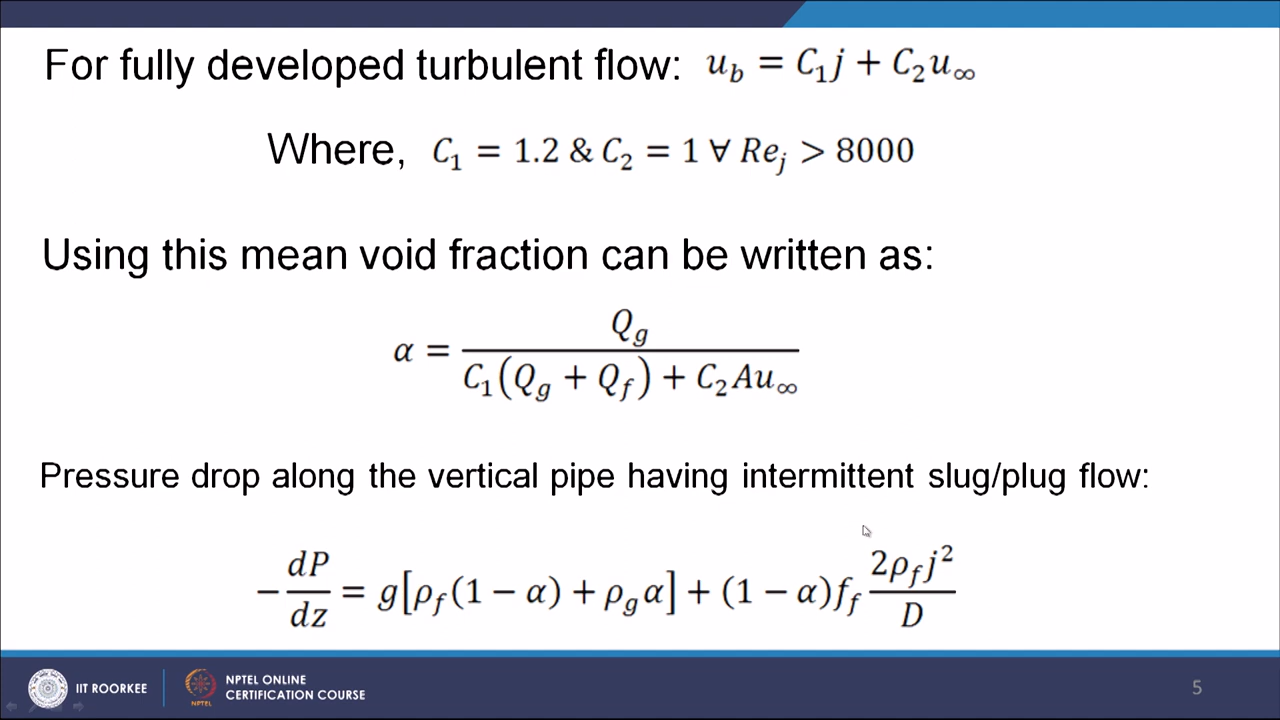 For fully developed turbulent flow: u_b = C_1 j + C_2 u_∞
Where, C_1 = 1.2 & C_2 = 1 ∀ Re_j > 8000
Using this mean void fraction can be written as:
α = Q_g / (C_1(Q_g + Q_f) + C_2 A u_∞)
Pressure drop along the vertical pipe having intermittent slug/plug flow:
−dP/dz = g[ρ_f(1 − α) + ρ_g α] + (1 − α)f_f 2ρ_f j²/D
IIT ROORKEE
NPTEL
NPTEL ONLINE
CERTIFICATION COURSE
5